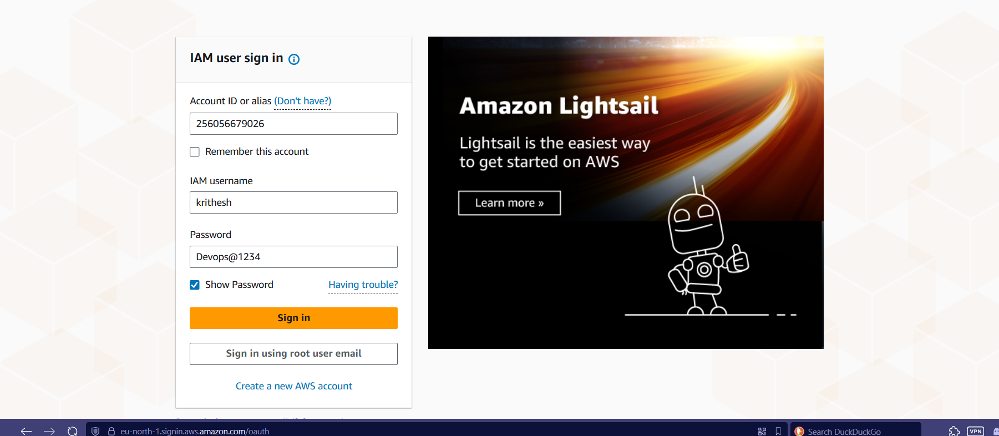 IAM user sign in
Account ID or alias (Don't have?)
256056679026
Remember this account
IAM username
krithesh
Password
Devops@1234
Show Password
Having trouble?
Sign in
Sign in using root user email
Create a new AWS account
Amazon Lightsail
Lightsail is the easiest way
to get started on AWS
Learn more »
eu-north-1.signin.aws.amazon.com/oauth
Search DuckDuckGo
VPN